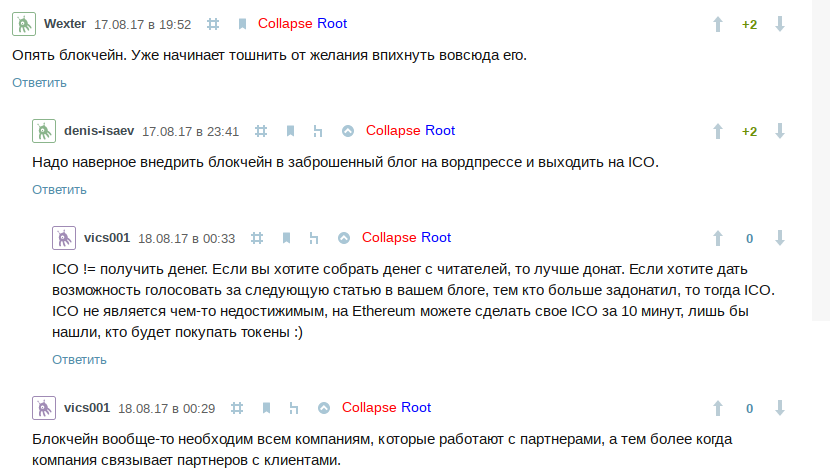 Wexter 17.08.17 в 19:52 Collapse Root +2
Опять блокчейн. Уже начинает тошнить от желания впихнуть вовсюда его.
Ответить
denis-isaev 17.08.17 в 23:41 Collapse Root +2
Надо наверное внедрить блокчейн в заброшенный блог на вордпрессе и выходить на ICO.
Ответить
vics001 18.08.17 в 00:33 Collapse Root 0
ICO != получить денег. Если вы хотите собрать денег с читателей, то лучше донат. Если хотите дать
возможность голосовать за следующую статью в вашем блоге, тем кто больше задонатил, то тогда ICO.
ICO не является чем-то недостижимым, на Ethereum можете сделать свое ICO за 10 минут, лишь бы
нашли, кто будет покупать токены :)
Ответить
vics001 18.08.17 в 00:29 Collapse Root 0
Блокчейн вообще-то необходим всем компаниям, которые работают с партнерами, а тем более когда
компания связывает партнеров с клиентами.